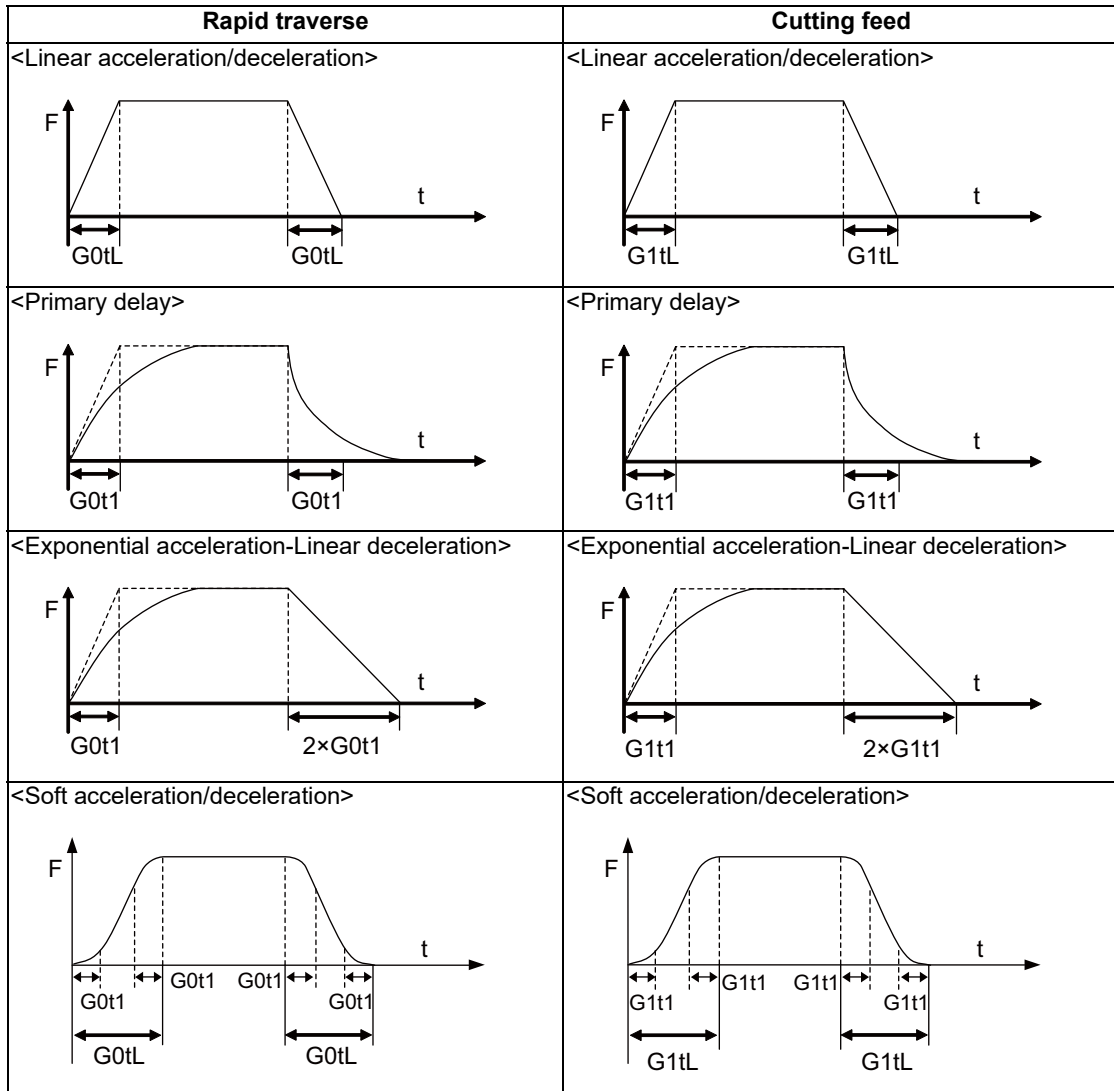 Rapid traverse
Cutting feed
<Linear acceleration/deceleration>
F
t
G0tL
G0tL
<Linear acceleration/deceleration>
F
t
G1tL
G1tL
<Primary delay>
F
t
G0t1
G0t1
<Primary delay>
F
t
G1t1
G1t1
<Exponential acceleration-Linear deceleration>
F
t
G0t1
2×G0t1
<Exponential acceleration-Linear deceleration>
F
t
G1t1
2×G1t1
<Soft acceleration/deceleration>
F
t
G0t1
G0t1
G0t1
G0t1
G0tL
G0tL
<Soft acceleration/deceleration>
F
t
G1t1
G1t1
G1t1
G1t1
G1tL
G1tL